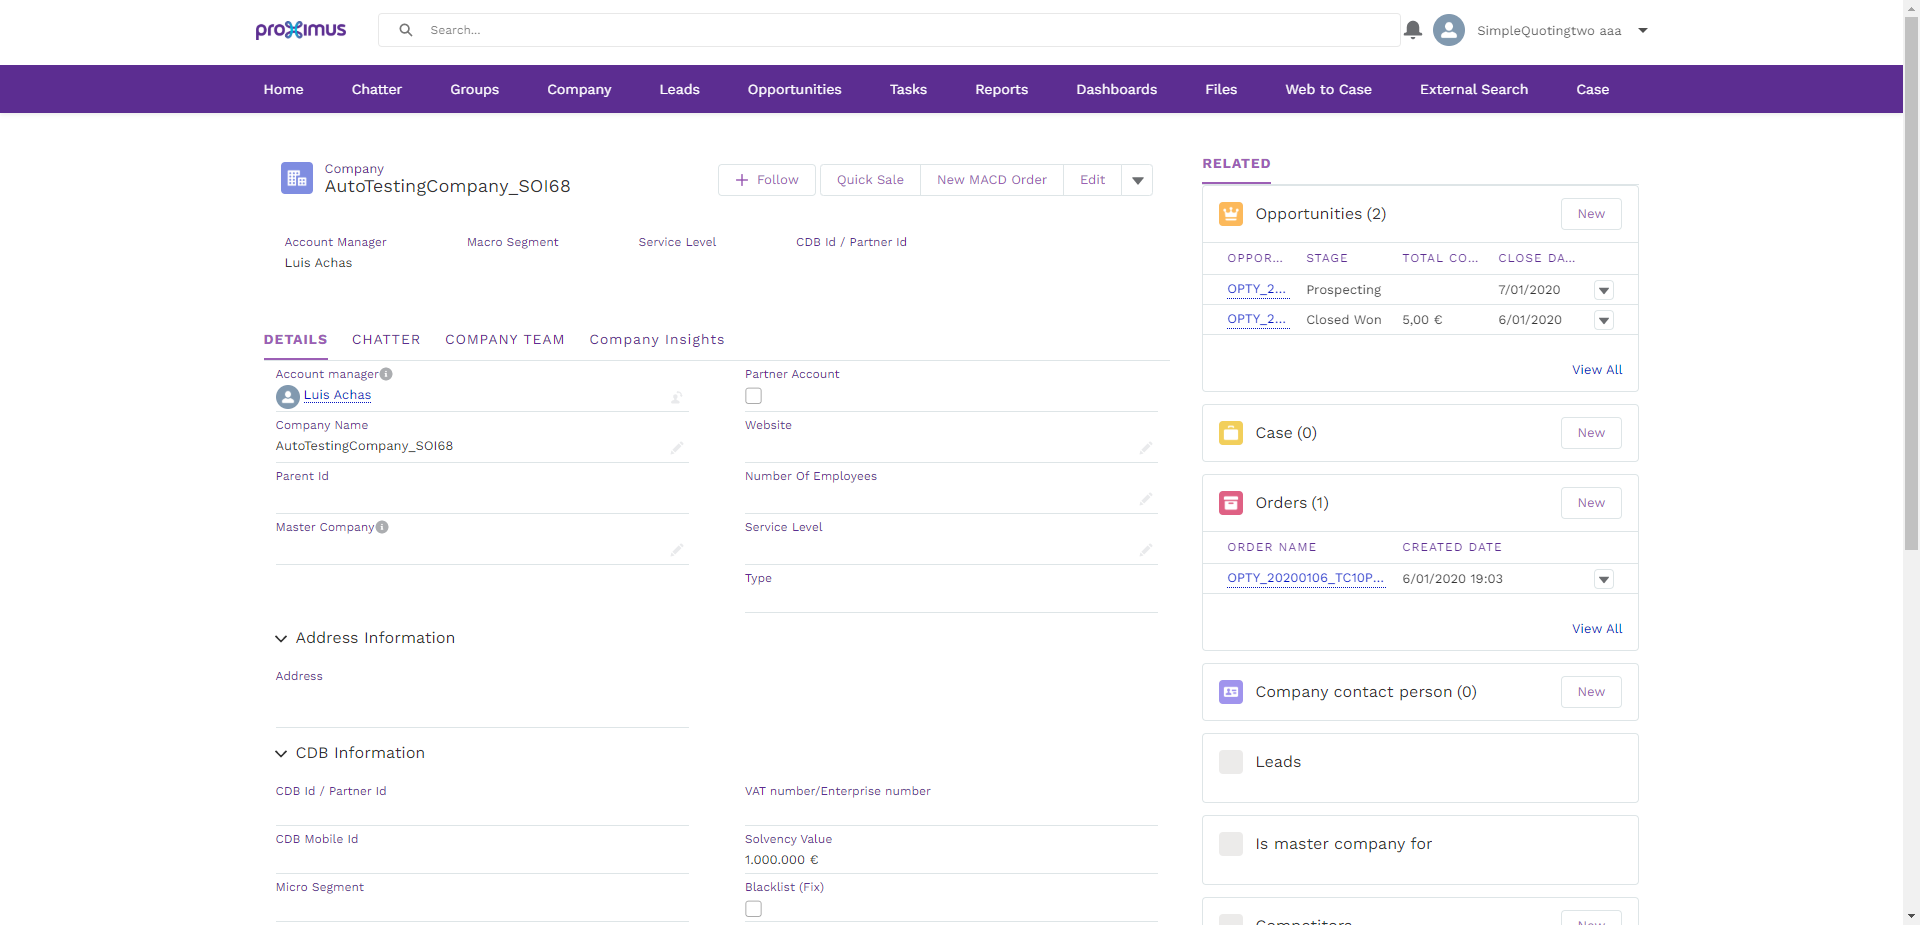 proximus
Search...
SimpleQuotingtwo aaa
Home
Chatter
Groups
Company
Leads
Opportunities
Tasks
Reports
Dashboards
Files
Web to Case
External Search
Case
Company
AutoTestingCompany_SOI68
Follow
Quick Sale
New MACD Order
Edit
Account Manager
Luis Achas
Macro Segment
Service Level
CDB Id / Partner Id
DETAILS
CHATTER
COMPANY TEAM
Company Insights
Account manager
Luis Achas
Partner Account
Company Name
AutoTestingCompany_SOI68
Website
Parent Id
Number Of Employees
Master Company
Service Level
Type
Address Information
Address
CDB Information
CDB Id / Partner Id
VAT number/Enterprise number
CDB Mobile Id
Solvency Value
1.000.000 €
Micro Segment
Blacklist (Fix)
RELATED
Opportunities (2)
New
OPPOR...
STAGE
TOTAL CO...
CLOSE DA...
OPTY_2...
Prospecting
7/01/2020
OPTY_2...
Closed Won
5,00 €
6/01/2020
View All
Case (0)
New
Orders (1)
New
ORDER NAME
CREATED DATE
OPTY_20200106_TC10P...
6/01/2020 19:03
View All
Company contact person (0)
New
Leads
Is master company for
Competitors
New